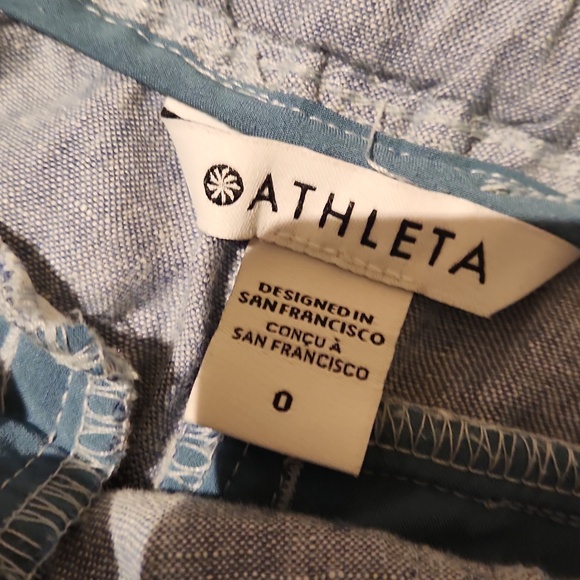 ATHLETA
DESIGNED IN
SAN FRANCISCO
CONÇU À
SAN FRANCISCO
0